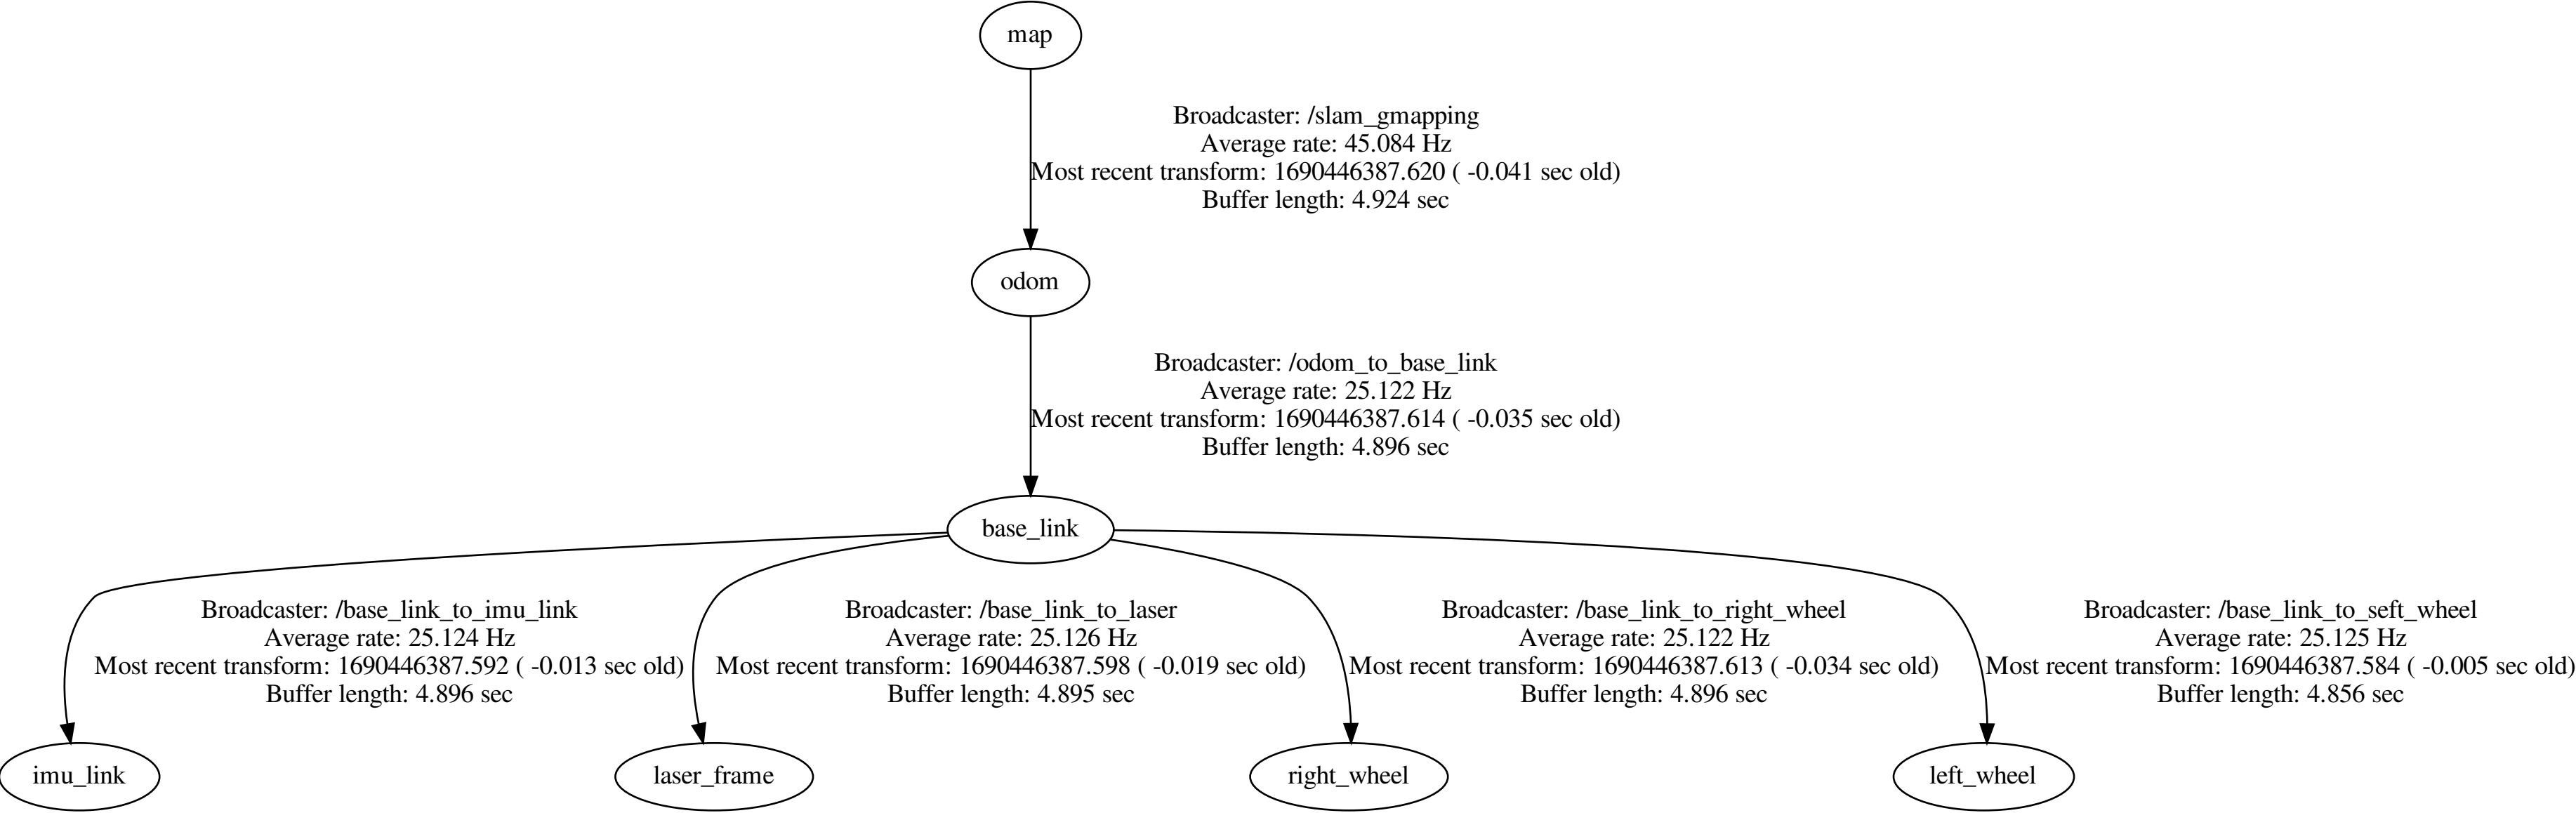 map
Broadcaster: /slam_gmapping
Average rate: 45.084 Hz
Most recent transform: 1690446387.620 ( -0.041 sec old)
Buffer length: 4.924 sec
odom
Broadcaster: /odom_to_base_link
Average rate: 25.122 Hz
Most recent transform: 1690446387.614 ( -0.035 sec old)
Buffer length: 4.896 sec
base_link
Broadcaster: /base_link_to_imu_link
Average rate: 25.124 Hz
Most recent transform: 1690446387.592 ( -0.013 sec old)
Buffer length: 4.896 sec
Broadcaster: /base_link_to_laser
Average rate: 25.126 Hz
Most recent transform: 1690446387.598 ( -0.019 sec old)
Buffer length: 4.895 sec
Broadcaster: /base_link_to_right_wheel
Average rate: 25.122 Hz
Most recent transform: 1690446387.613 ( -0.034 sec old)
Buffer length: 4.896 sec
Broadcaster: /base_link_to_seft_wheel
Average rate: 25.125 Hz
Most recent transform: 1690446387.584 ( -0.005 sec old)
Buffer length: 4.856 sec
imu_link
laser_frame
right_wheel
left_wheel